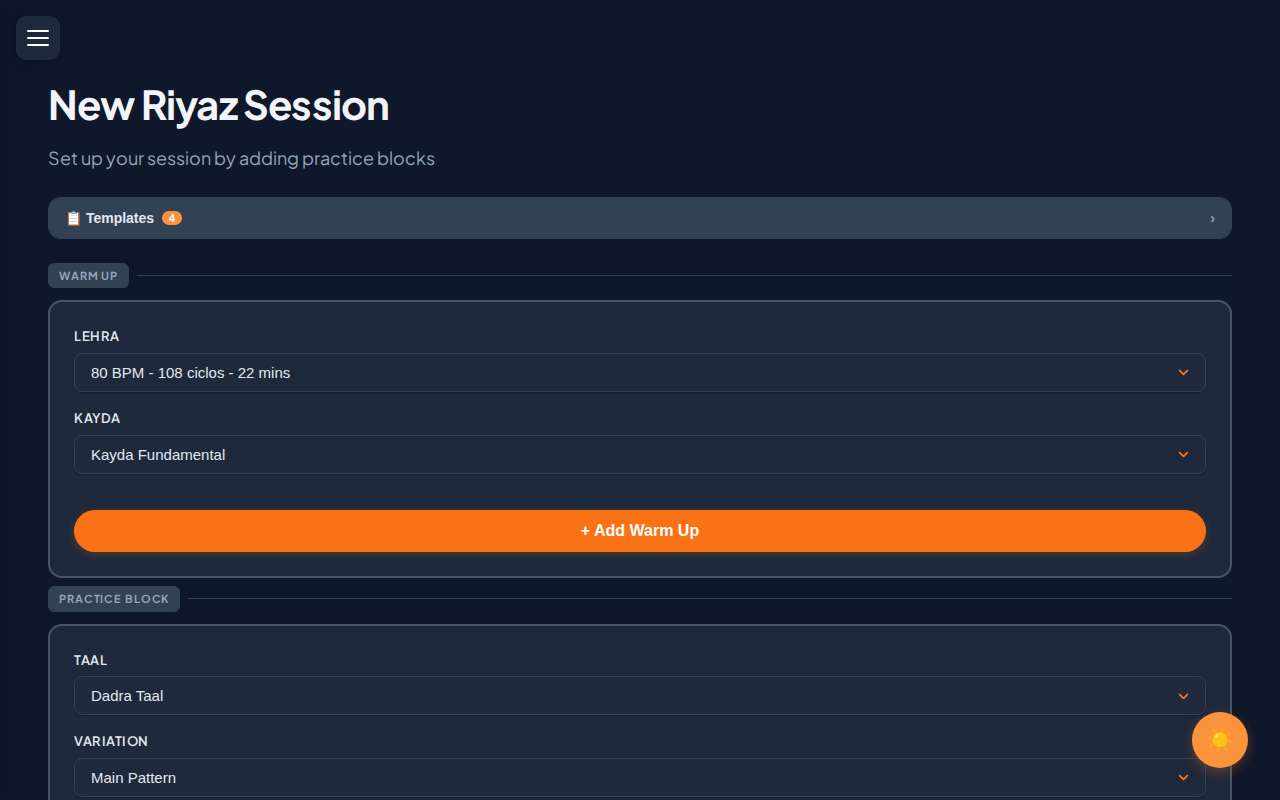 New Riyaz Session
Set up your session by adding practice blocks
📋 Templates 4 ›
WARM UP
LEHRA
80 BPM - 108 ciclos - 22 mins
KAYDA
Kayda Fundamental
+ Add Warm Up
PRACTICE BLOCK
TAAL
Dadra Taal
VARIATION
Main Pattern